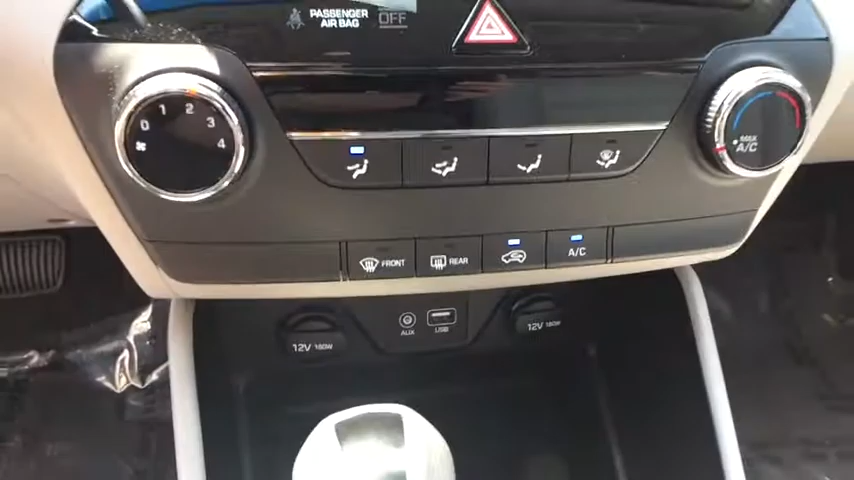 PASSENGER
AIR BAG
OFF
0 1 2 3 4
MAX
A/C
FRONT
REAR
A/C
12V 180W
AUX
USB
12V 180W